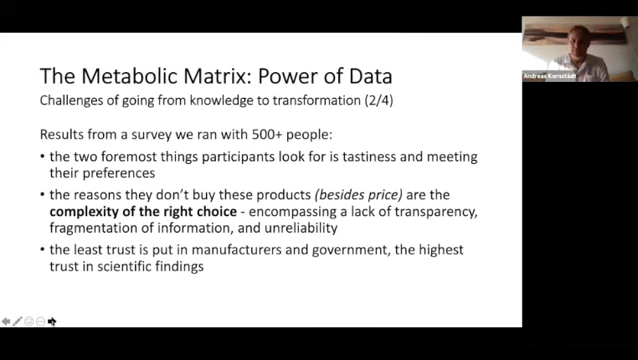 The Metabolic Matrix: Power of Data
Challenges of going from knowledge to transformation (2/4)
Results from a survey we ran with 500+ people:
• the two foremost things participants look for is tastiness and meeting
their preferences
• the reasons they don't buy these products (besides price) are the
complexity of the right choice - encompassing a lack of transparency,
fragmentation of information, and unreliability
• the least trust is put in manufacturers and government, the highest
trust in scientific findings
Andreas Kornstädt